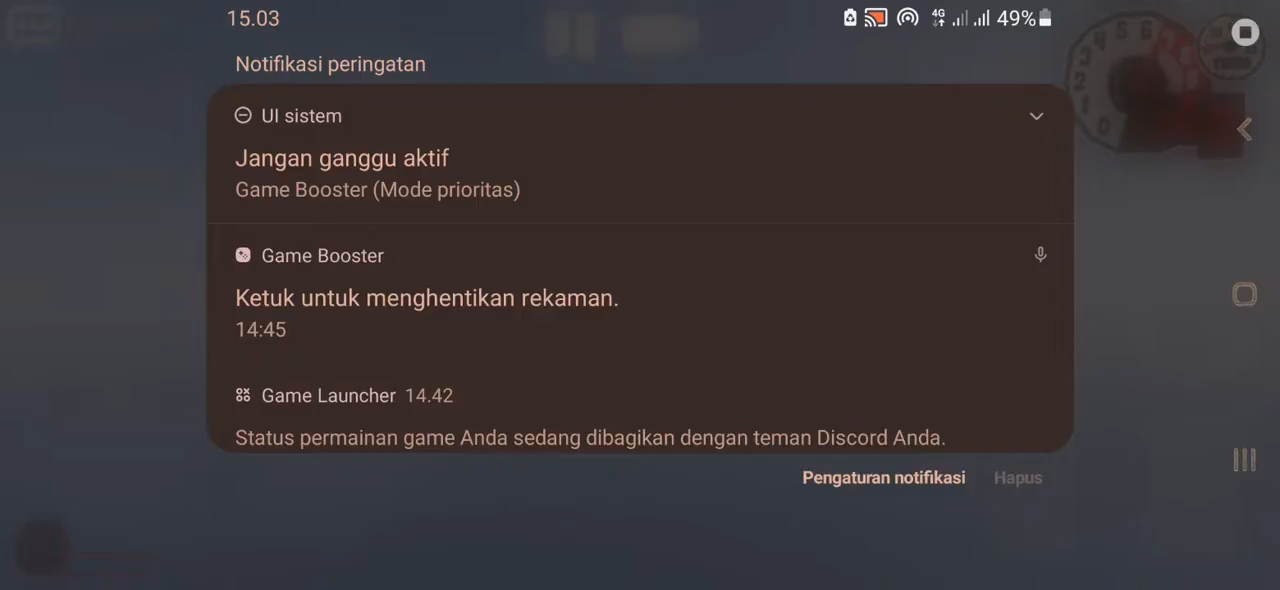 15.03
4G
49%
Notifikasi peringatan
UI sistem
Jangan ganggu aktif
Game Booster (Mode prioritas)
Game Booster
Ketuk untuk menghentikan rekaman.
14:45
Game Launcher 14.42
Status permainan game Anda sedang dibagikan dengan teman Discord Anda.
Pengaturan notifikasi Hapus